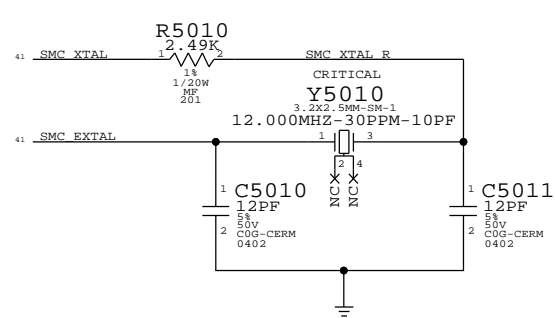 R5010
2.49K
41 SMC_XTAL 1 2 SMC_XTAL_R
1%
1/20W
MF
201
CRITICAL
Y5010
3.2X2.5MM-SM-1
12.000MHZ-30PPM-10PF
41 SMC_EXTAL 1 3
2 4
NC NC
1 C5010
12PF
5%
50V
2 C0G-CERM
0402
1 C5011
12PF
5%
50V
2 C0G-CERM
0402